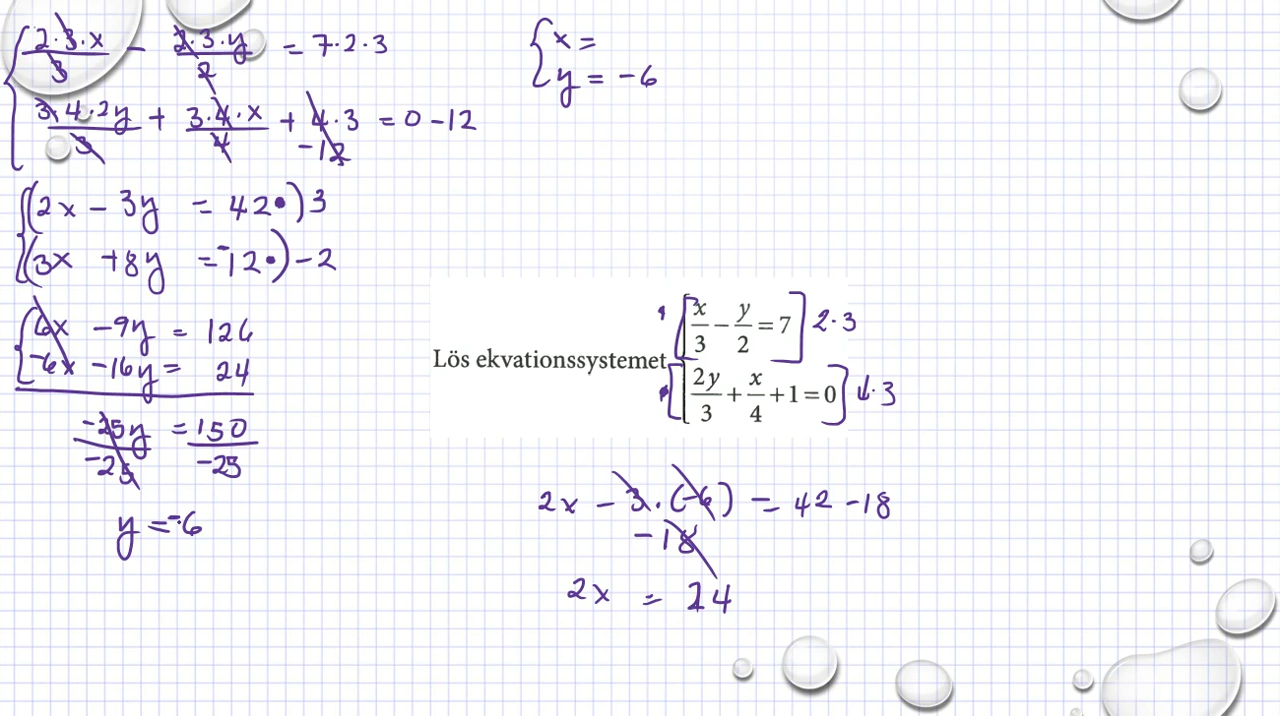 2·3·x/3 − 2·3·y/2 = 7·2·3
3·4·2y/3 + 3·4·x/4 + 4·3 = 0 −12
−12
(2x − 3y = 42·)3
(3x + 8y = −12·)−2
6x −9y = 126
−6x −16y = 24
−25y/−25 = 150/−25
y = −6
x =
y = −6
Lös ekvationssystemet
[x/3 − y/2 = 7] 2·3
[2y/3 + x/4 + 1 = 0] 4·3
2x − 3·(−6) = 42 −18
−18
2x = 24